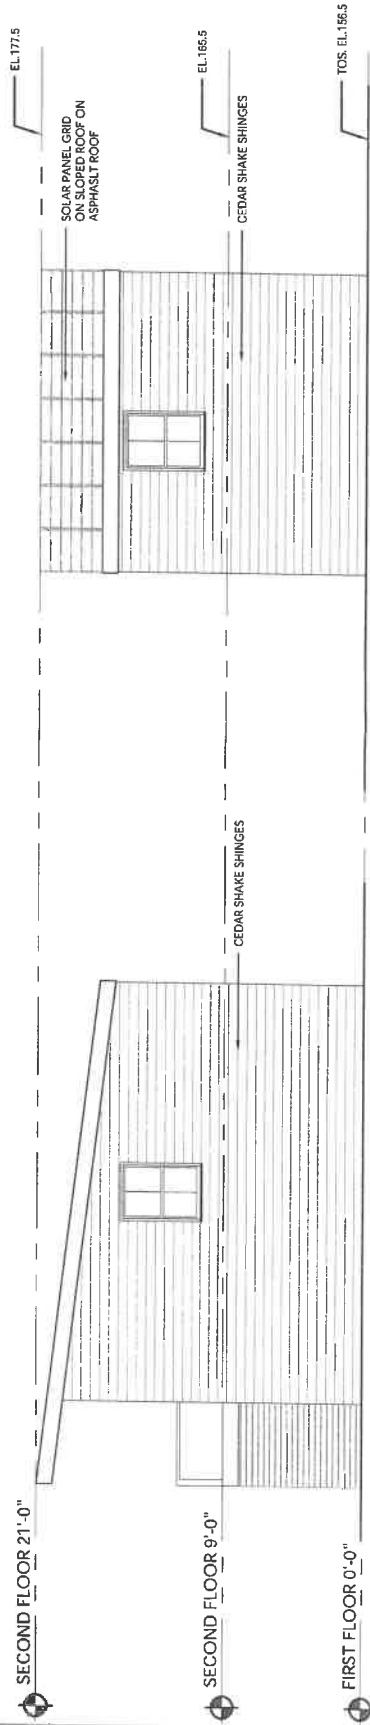 SECOND FLOOR 21'-0"
SECOND FLOOR 9'-0"
FIRST FLOOR 0'-0"
CEDAR SHAKE SHINGES
SOLAR PANEL GRID
ON SLOPED ROOF ON
ASPHASLT ROOF
CEDAR SHAKE SHINGES
EL.177.5
EL.165.5
TOS. EL.156.5